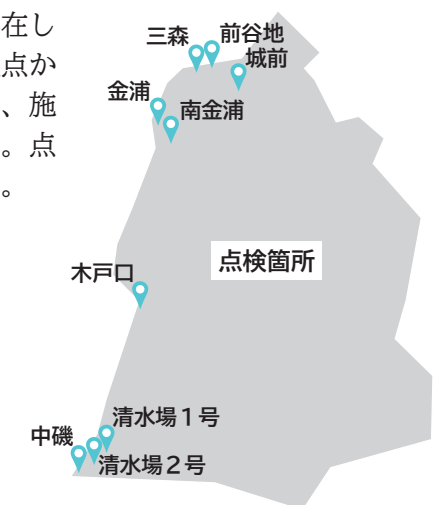 在し
点か
、施
。点
。
三森
前谷地
城前
金浦
南金浦
点検箇所
木戸口
清水場１号
中磯
清水場２号